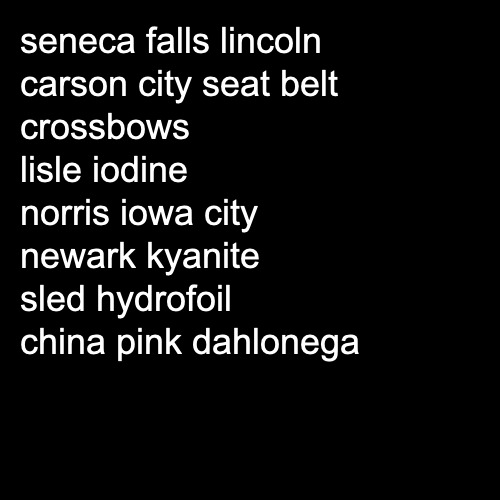 seneca falls lincoln
carson city seat belt
crossbows
lisle iodine
norris iowa city
newark kyanite
sled hydrofoil
china pink dahlonega